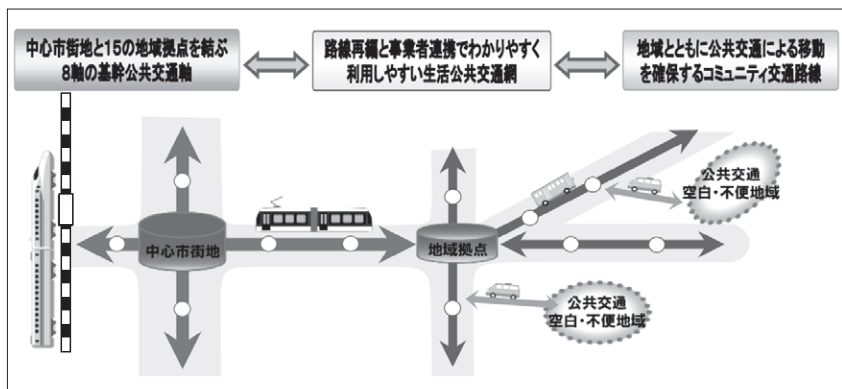 中心市街地と15の地域拠点を結ぶ
8軸の基幹公共交通軸
路線再編と事業者連携でわかりやすく
利用しやすい生活公共交通網
地域とともに公共交通による移動
を確保するコミュニティ交通路線
中心市街地
地域拠点
公共交通
空白・不便地域
公共交通
空白・不便地域